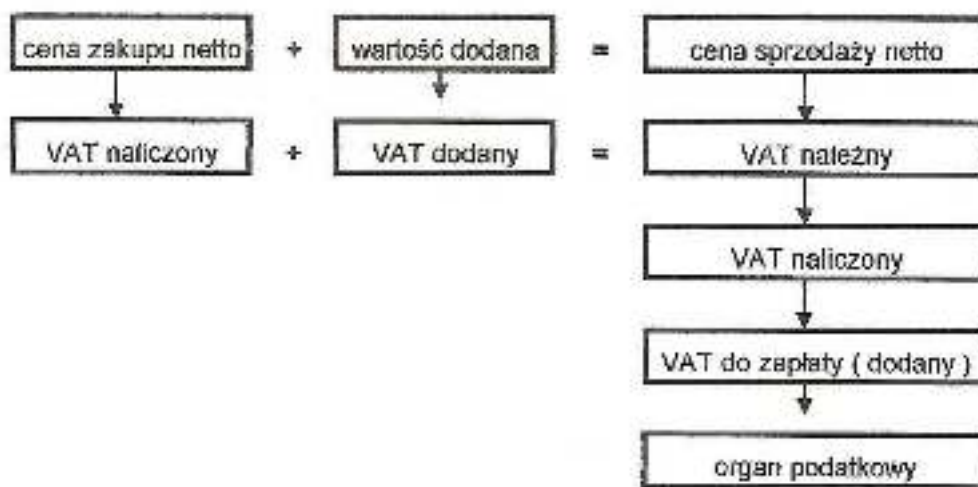 cena zakupu netto + wartość dodana = cena sprzedaży netto
VAT naliczony + VAT dodany = VAT należny
VAT naliczony
VAT do zapłaty ( dodany )
organ podatkowy